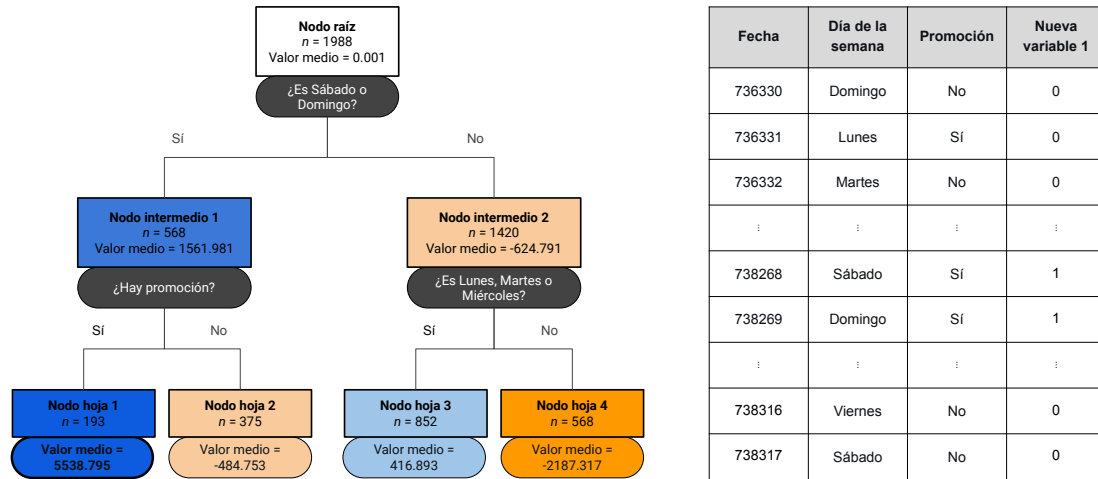 Nodo raíz
n = 1988
Valor medio = 0.001
¿Es Sábado o
Domingo?
Sí
No
Nodo intermedio 1
n = 568
Valor medio = 1561.981
¿Hay promoción?
Nodo intermedio 2
n = 1420
Valor medio = -624.791
¿Es Lunes, Martes o
Miércoles?
Sí
No
Sí
No
Nodo hoja 1
n = 193
Valor medio =
5538.795
Nodo hoja 2
n = 375
Valor medio =
-484.753
Nodo hoja 3
n = 852
Valor medio =
416.893
Nodo hoja 4
n = 568
Valor medio =
-2187.317
Fecha Día de la semana Promoción Nueva variable 1
736330 Domingo No 0
736331 Lunes Sí 0
736332 Martes No 0
⋮ ⋮ ⋮ ⋮
738268 Sábado Sí 1
738269 Domingo Sí 1
⋮ ⋮ ⋮ ⋮
738316 Viernes No 0
738317 Sábado No 0